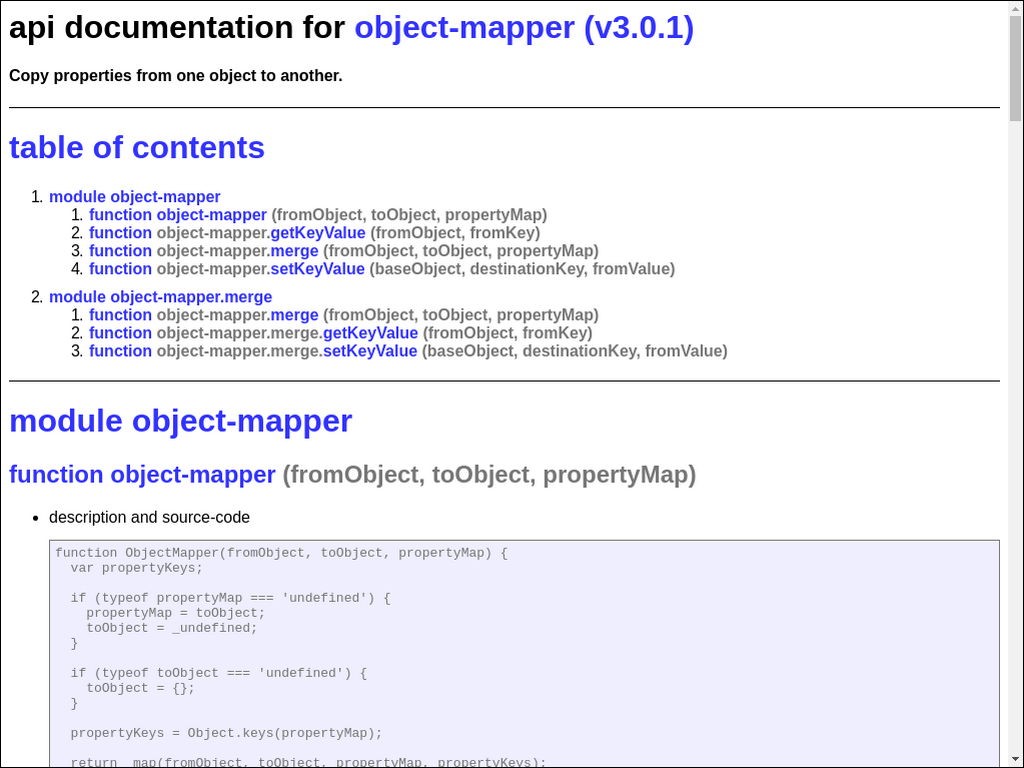 api documentation for object-mapper (v3.0.1)
Copy properties from one object to another.
table of contents
1. module object-mapper
1. function object-mapper (fromObject, toObject, propertyMap)
2. function object-mapper.getKeyValue (fromObject, fromKey)
3. function object-mapper.merge (fromObject, toObject, propertyMap)
4. function object-mapper.setKeyValue (baseObject, destinationKey, fromValue)
2. module object-mapper.merge
1. function object-mapper.merge (fromObject, toObject, propertyMap)
2. function object-mapper.merge.getKeyValue (fromObject, fromKey)
3. function object-mapper.merge.setKeyValue (baseObject, destinationKey, fromValue)
module object-mapper
function object-mapper (fromObject, toObject, propertyMap)
• description and source-code
function ObjectMapper(fromObject, toObject, propertyMap) {
  var propertyKeys;
  if (typeof propertyMap === 'undefined') {
    propertyMap = toObject;
    toObject = _undefined;
  }
  if (typeof toObject === 'undefined') {
    toObject = {};
  }
  propertyKeys = Object.keys(propertyMap);
  return _map(fromObject, toObject, propertyMap, propertyKeys);